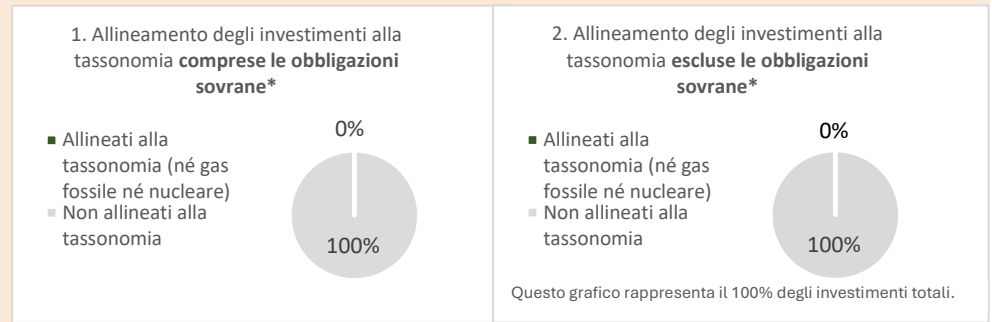 1. Allineamento degli investimenti alla
tassonomia comprese le obbligazioni
sovrane*
Allineati alla
tassonomia (né gas
fossile né nucleare)
Non allineati alla
tassonomia
0%
100%
2. Allineamento degli investimenti alla
tassonomia escluse le obbligazioni
sovrane*
Allineati alla
tassonomia (né gas
fossile né nucleare)
Non allineati alla
tassonomia
0%
100%
Questo grafico rappresenta il 100% degli investimenti totali.